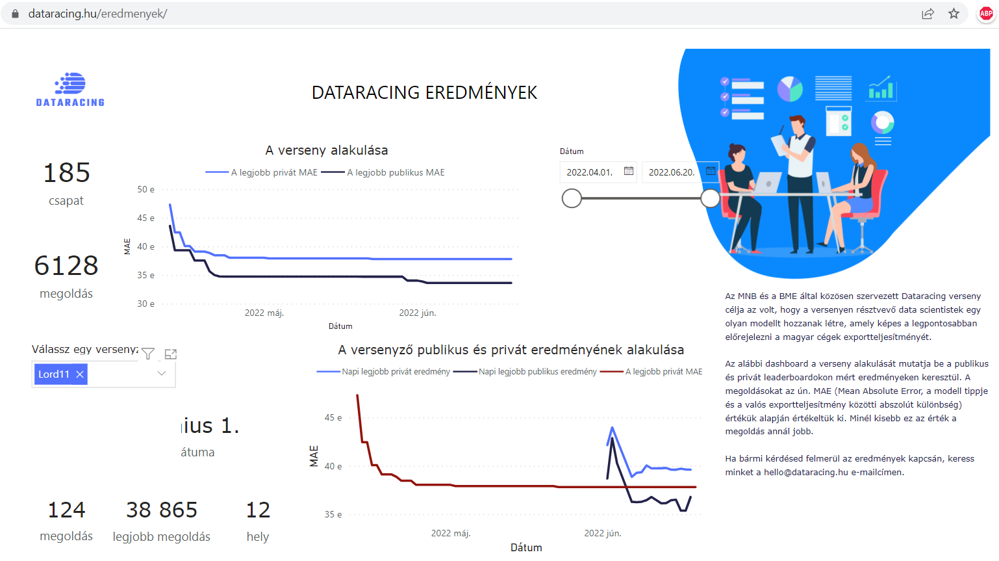 dataracing.hu/eredmenyek/
ABP
DATARACING
DATARACING EREDMÉNYEK
185
csapat
6128
megoldás
A verseny alakulása
A legjobb privát MAE
A legjobb publikus MAE
50 e
45 e
40 e
35 e
30 e
MAE
2022 máj.
2022 jún.
Dátum
Dátum
2022.04.01.
2022.06.20.
Az MNB és a BME által közösen szervezett Dataracing verseny
célja az volt, hogy a versenyen résztvevő data scientistek egy
olyan modellt hozzanak létre, amely képes a legpontosabban
előrejelezni a magyar cégek exportteljesítményét.
Az alábbi dashboard a verseny alakulását mutatja be a publikus
és privát leaderboardokon mért eredményeken keresztül. A
megoldásokat az ún. MAE (Mean Absolute Error, a modell tippje
és a valós exportteljesítmény közötti abszolút különbség)
értékük alapján értékeltük ki. Minél kisebb ez az érték a
megoldás annál jobb.
Ha bármi kérdésed felmerül az eredmények kapcsán, keress
minket a hello@dataracing.hu e-mailcímen.
Válassz egy versenyz
Lord11
ius 1.
átuma
124
megoldás
38 865
legjobb megoldás
12
hely
A versenyző publikus és privát eredményének alakulása
Napi legjobb privát eredmény
Napi legjobb publikus eredmény
A legjobb privát MAE
45 e
40 e
35 e
MAE
2022 máj.
2022 jún.
Dátum